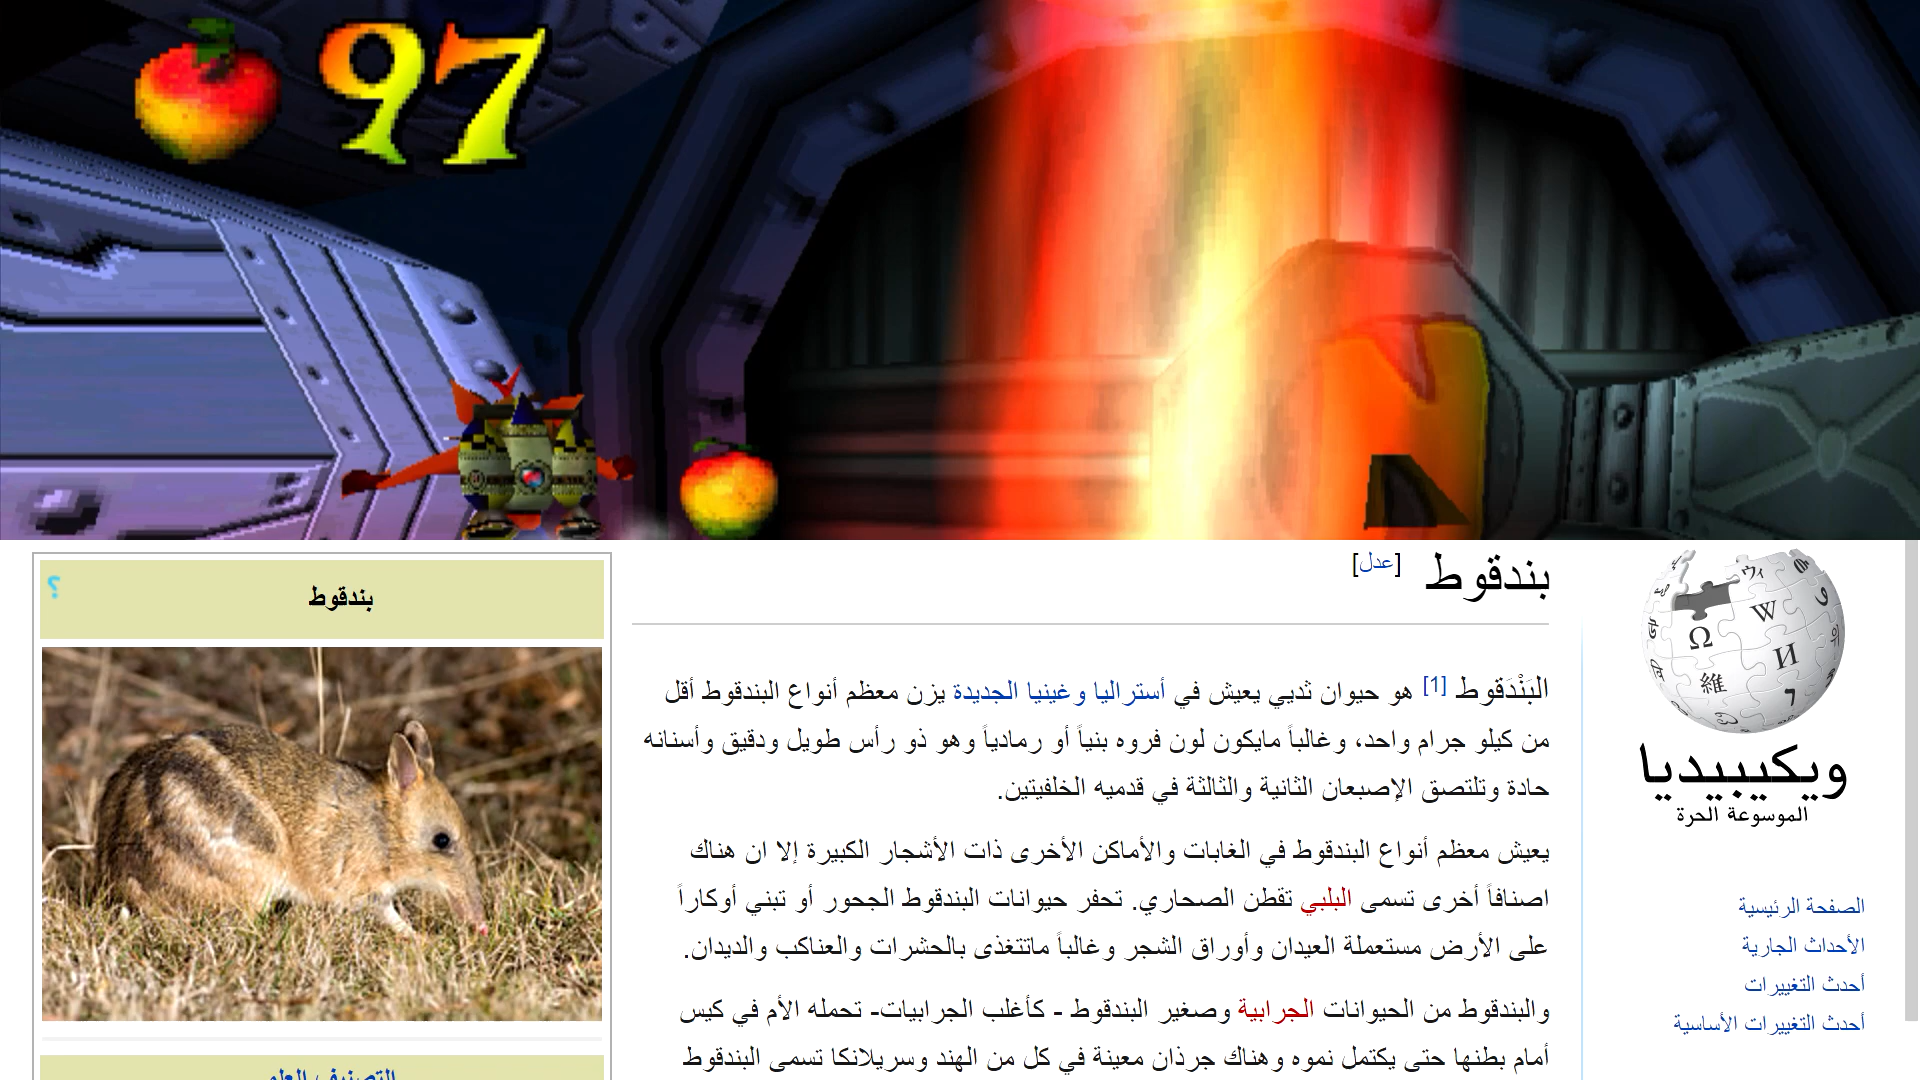 97
بندقوط [عدل]
البَنْدَقوط [1] هو حيوان ثديي يعيش في أستراليا وغينيا الجديدة يزن معظم أنواع البندقوط أقل
من كيلو جرام واحد، وغالباً مايكون لون فروه بنياً أو رمادياً وهو ذو رأس طويل ودقيق وأسنانه
حادة وتلتصق الإصبعان الثانية والثالثة في قدميه الخلفيتين.
يعيش معظم أنواع البندقوط في الغابات والأماكن الأخرى ذات الأشجار الكبيرة إلا ان هناك
اصنافاً أخرى تسمى البلبي تقطن الصحاري. تحفر حيوانات البندقوط الجحور أو تبني أوكاراً
على الأرض مستعملة العيدان وأوراق الشجر وغالباً ماتتغذى بالحشرات والعناكب والديدان.
والبندقوط من الحيوانات الجرابية وصغير البندقوط - كأغلب الجرابيات- تحمله الأم في كيس
أمام بطنها حتى يكتمل نموه وهناك جرذان معينة في كل من الهند وسريلانكا تسمى البندقوط
بندقوط
؟
Ω W И 維
ويكيبيديا
الموسوعة الحرة
الصفحة الرئيسية
الأحداث الجارية
أحدث التغييرات
أحدث التغييرات الأساسية